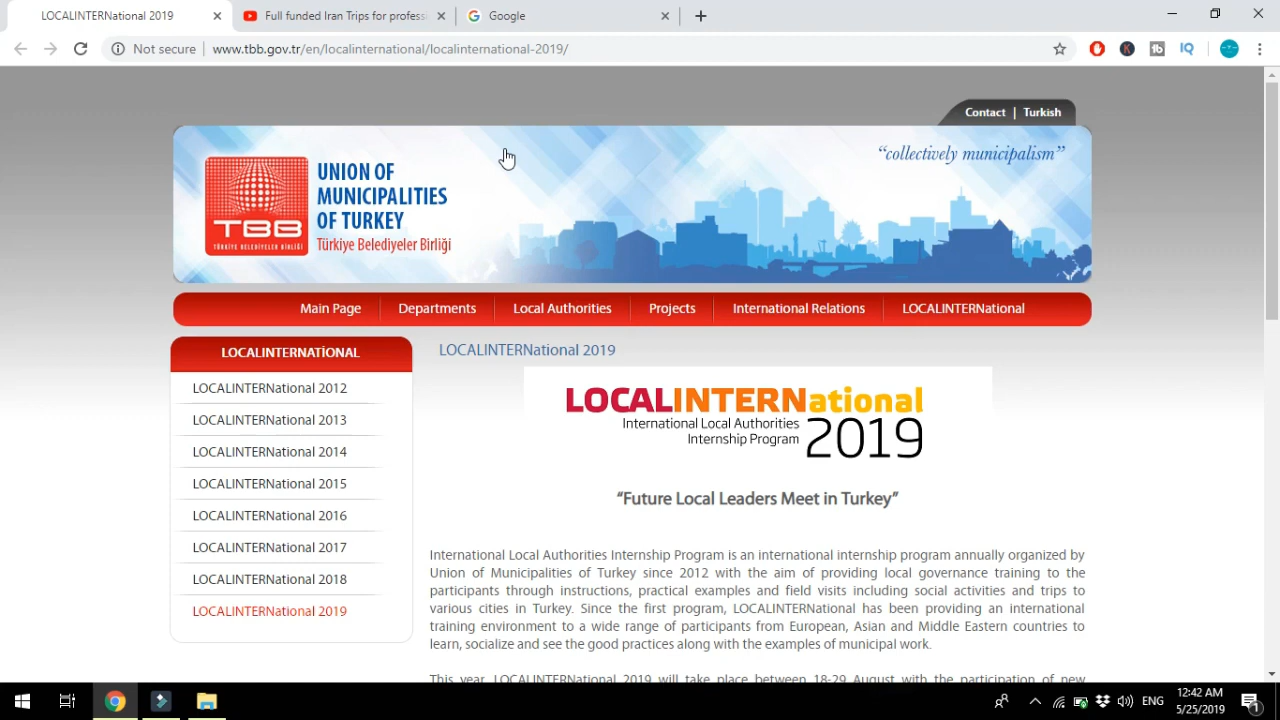 LOCALINTERNational 2019
Full funded Iran Trips for profess
Google
Not secure
www.tbb.gov.tr/en/localinternational/localinternational-2019/
Contact | Turkish
"collectively municipalism"
TBB
TÜRKİYE BELEDİYELER BİRLİĞİ
UNION OF
MUNICIPALITIES
OF TURKEY
Türkiye Belediyeler Birliği
Main Page
Departments
Local Authorities
Projects
International Relations
LOCALINTERNational
LOCALINTERNATİONAL
LOCALINTERNational 2012
LOCALINTERNational 2013
LOCALINTERNational 2014
LOCALINTERNational 2015
LOCALINTERNational 2016
LOCALINTERNational 2017
LOCALINTERNational 2018
LOCALINTERNational 2019
LOCALINTERNational 2019
LOCALINTERNational
International Local Authorities
Internship Program
2019
“Future Local Leaders Meet in Turkey”
International Local Authorities Internship Program is an international internship program annually organized by
Union of Municipalities of Turkey since 2012 with the aim of providing local governance training to the
participants through instructions, practical examples and field visits including social activities and trips to
various cities in Turkey. Since the first program, LOCALINTERNational has been providing an international
training environment to a wide range of participants from European, Asian and Middle Eastern countries to
learn, socialize and see the good practices along with the examples of municipal work.
This year, LOCALINTERNational 2019 will take place between 18-29 August with the participation of new
ENG
12:42 AM
5/25/2019